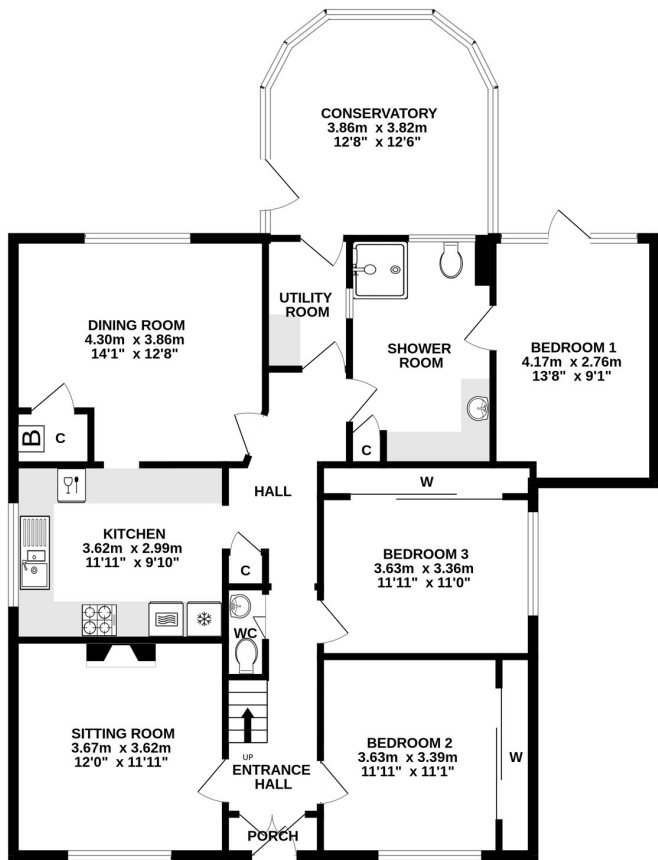 CONSERVATORY
3.86m x 3.82m
12'8" x 12'6"
DINING ROOM
4.30m x 3.86m
14'1" x 12'8"
UTILITY
ROOM
SHOWER
ROOM
BEDROOM 1
4.17m x 2.76m
13'8" x 9'1"
B
C
C
HALL
W
KITCHEN
3.62m x 2.99m
11'11" x 9'10"
BEDROOM 3
3.63m x 3.36m
11'11" x 11'0"
C
WC
SITTING ROOM
3.67m x 3.62m
12'0" x 11'11"
UP
ENTRANCE
HALL
BEDROOM 2
3.63m x 3.39m
11'11" x 11'1"
W
PORCH